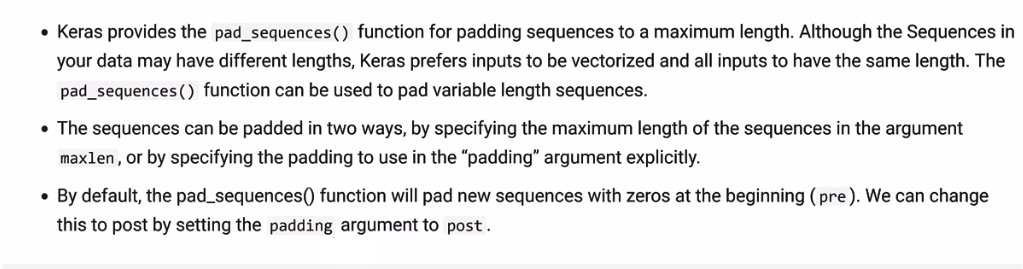 • Keras provides the pad_sequences() function for padding sequences to a maximum length. Although the Sequences in
your data may have different lengths, Keras prefers inputs to be vectorized and all inputs to have the same length. The
pad_sequences() function can be used to pad variable length sequences.
• The sequences can be padded in two ways, by specifying the maximum length of the sequences in the argument
maxlen, or by specifying the padding to use in the “padding” argument explicitly.
• By default, the pad_sequences() function will pad new sequences with zeros at the beginning (pre). We can change
this to post by setting the padding argument to post.